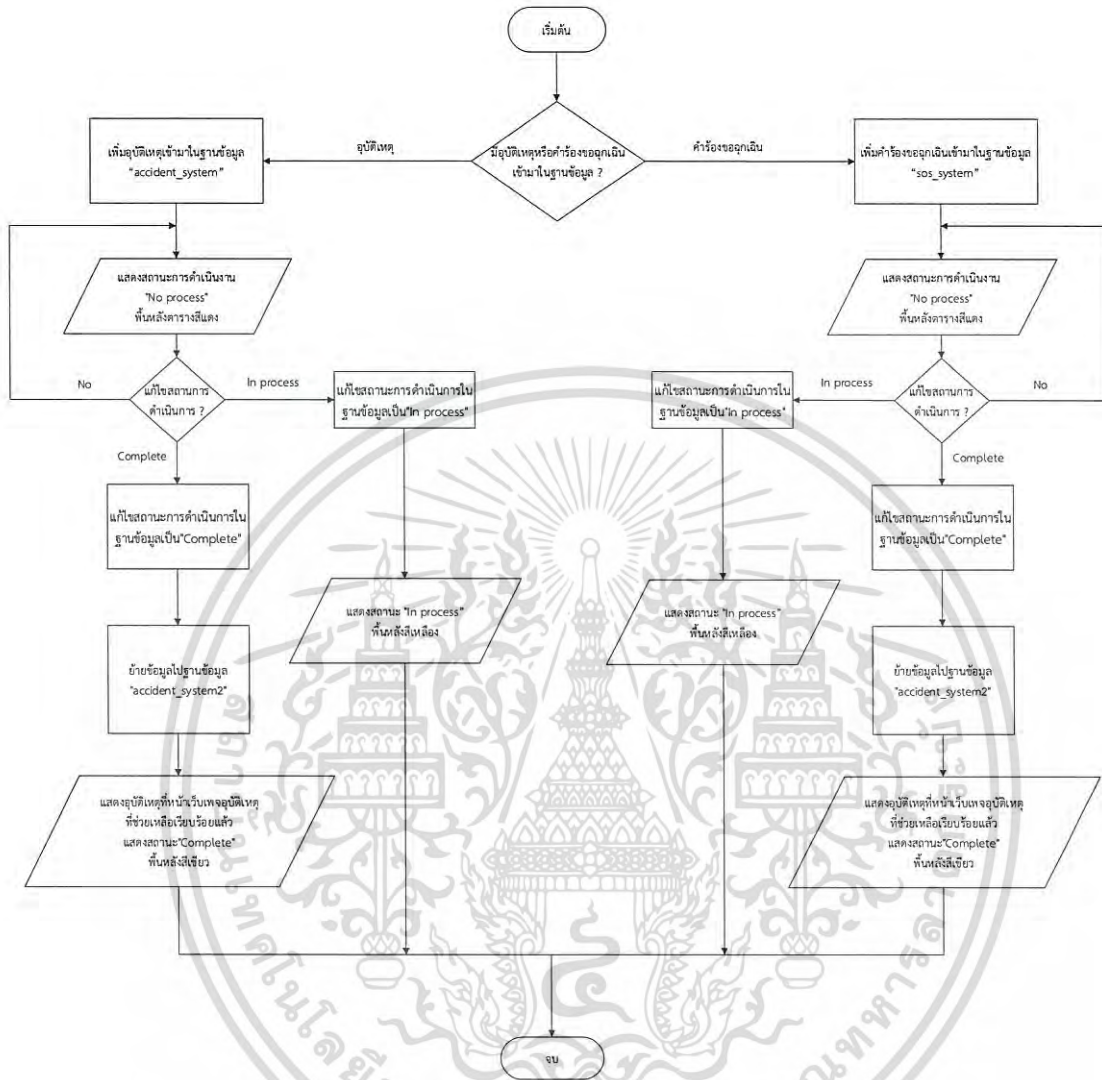 เริ่มต้น
มีอุบัติเหตุหรือคำร้องขอฉุกเฉิน
เข้ามาในฐานข้อมูล ?
อุบัติเหตุ
คำร้องขอฉุกเฉิน
เพิ่มอุบัติเหตุเข้ามาในฐานข้อมูล
"accident_system"
เพิ่มคำร้องขอฉุกเฉินเข้ามาในฐานข้อมูล
"sos_system"
แสดงสถานะการดำเนินงาน
"No process"
พื้นหลังตารางสีแดง
แสดงสถานะการดำเนินงาน
"No process"
พื้นหลังตารางสีแดง
No
แก้ไขสถานการ
ดำเนินการ ?
In process
แก้ไขสถานะการดำเนินการใน
ฐานข้อมูลเป็น"In process"
แก้ไขสถานะการดำเนินการใน
ฐานข้อมูลเป็น"In process"
In process
แก้ไขสถานการ
ดำเนินการ ?
No
Complete
Complete
แก้ไขสถานะการดำเนินการใน
ฐานข้อมูลเป็น"Complete"
แก้ไขสถานะการดำเนินการใน
ฐานข้อมูลเป็น"Complete"
แสดงสถานะ "In process"
พื้นหลังสีเหลือง
แสดงสถานะ "In process"
พื้นหลังสีเหลือง
ย้ายข้อมูลไปฐานข้อมูล
"accident_system2"
ย้ายข้อมูลไปฐานข้อมูล
"accident_system2"
แสดงอุบัติเหตุที่หน้าเว็บเพจอุบัติเหตุ
ที่ช่วยเหลือเรียบร้อยแล้ว
แสดงสถานะ"Complete"
พื้นหลังสีเขียว
แสดงอุบัติเหตุที่หน้าเว็บเพจอุบัติเหตุ
ที่ช่วยเหลือเรียบร้อยแล้ว
แสดงสถานะ"Complete"
พื้นหลังสีเขียว
จบ